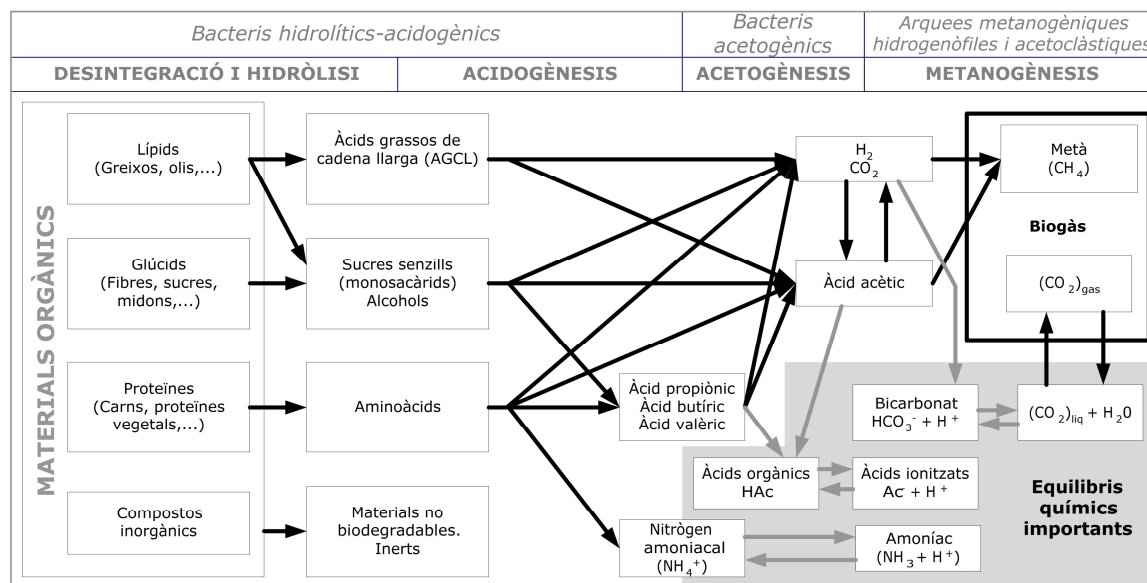 Bacteris hidrolítics-acidogènics
Bacteris
acetogènics
Arquees metanogèniques
hidrogenòfiles i acetoclàstiques
DESINTEGRACIÓ I HIDRÒLISI
ACIDOGÈNESIS
ACETOGÈNESIS
METANOGÈNESIS
MATERIALS ORGÀNICS
Lípids
(Greixos, olis,...)
Àcids grassos de
cadena llarga (AGCL)
H2
CO2
Metà
(CH4)
Biogàs
Glúcids
(Fibres, sucres,
midons,...)
Sucres senzills
(monosacàrids)
Alcohols
Àcid acètic
(CO2)gas
Proteïnes
(Carns, proteïnes
vegetals,...)
Aminoàcids
Àcid propiònic
Àcid butíric
Àcid valèric
Bicarbonat
HCO3- + H+
(CO2)liq + H20
Àcids orgànics
HAc
Àcids ionitzats
Ac- + H+
Equilibris
químics
importants
Compostos
inorgànics
Materials no
biodegradables.
Inerts
Nitrògen
amoniacal
(NH4+)
Amoníac
(NH3 + H+)